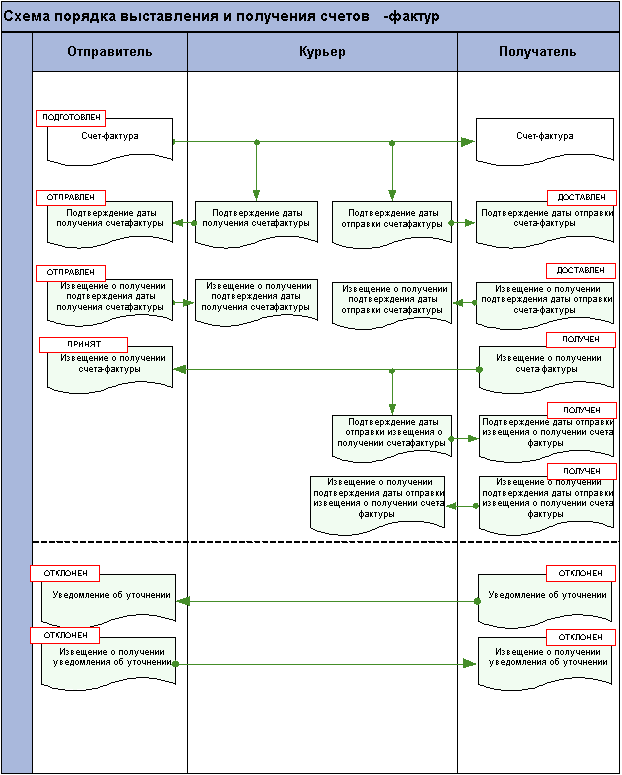 Схема порядка выставления и получения счетов -фактур
Отправитель
Курьер
Получатель
ПОДГОТОВЛЕН
Счет-фактура
Счет-фактура
ОТПРАВЛЕН
Подтверждение даты
получения счетафактуры
Подтверждение даты
получения счетафактуры
Подтверждение даты
отправки счетафактуры
ДОСТАВЛЕН
Подтверждение даты отправки
счета-фактуры
ОТПРАВЛЕН
Извещение о получении
подтверждения даты
получения счетафактуры
Извещение о получении
подтверждения даты
получения счетафактуры
Извещение о получении
подтверждения даты
отправки счетафактуры
ДОСТАВЛЕН
Извещение о получении
подтверждения даты отправки
счета-фактуры
ПРИНЯТ
Извещение о получении
счета-фактуры
ПОЛУЧЕН
Извещение о получении
счета-фактуры
Подтверждение даты
отправки извещения о
получении счетафактуры
ПОЛУЧЕН
Подтверждение даты отправки
извещения о получении счета
фактуры
Извещение о получении
подтверждения даты отправки
извещения о получении счета
фактуры
ПОЛУЧЕН
Извещение о получении
подтверждения даты отправки
извещения о получении счета
фактуры
ОТКЛОНЕН
Уведомление об уточнении
ОТКЛОНЕН
Уведомление об уточнении
ОТКЛОНЕН
Извещение о получении
уведомления об уточнении
ОТКЛОНЕН
Извещение о получении
уведомления об уточнении